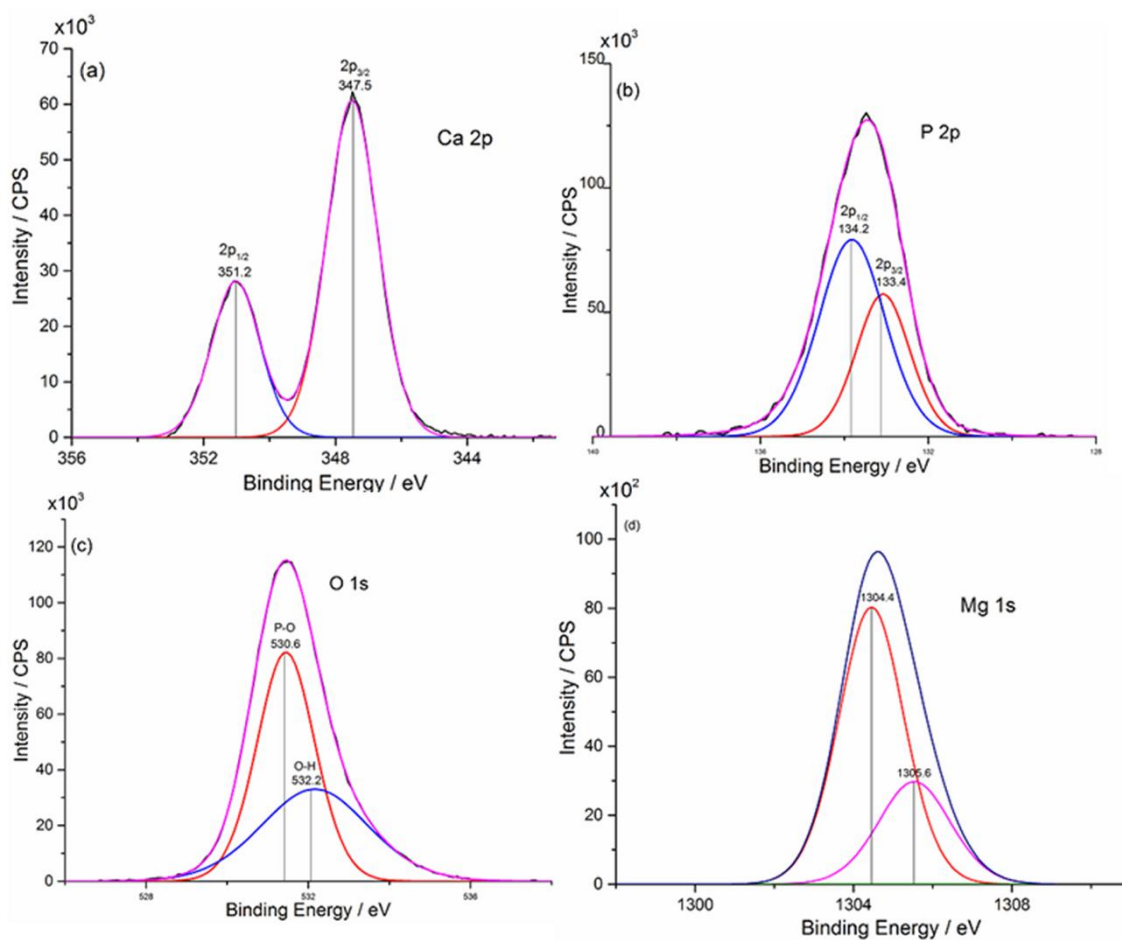 x10³
70
60
50
40
30
20
10
0
(a)
2p₁/₂
351.2
2p₃/₂
347.5
Ca 2p
Intensity / CPS
356
352
348
344
Binding Energy / eV
x10³
150
100
50
0
(b)
2p₁/₂
134.2
2p₃/₂
133.4
P 2p
Intensity / CPS
140
136
132
128
Binding Energy / eV
x10³
120
100
80
60
40
20
0
(c)
P-O
530.6
O-H
532.2
O 1s
Intensity / CPS
528
532
536
Binding Energy / eV
x10²
100
80
60
40
20
0
(d)
1304.4
1305.6
Mg 1s
Intensity / CPS
1300
1304
1308
Binding Energy / eV